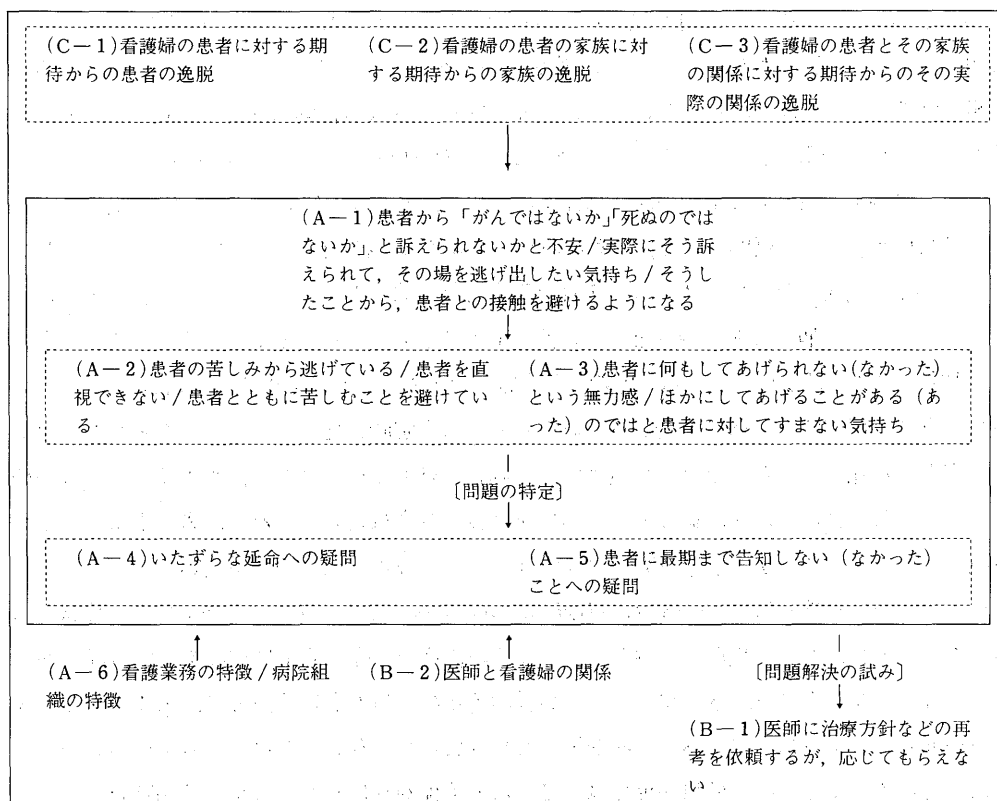 (C－1)看護婦の患者に対する期
待からの患者の逸脱
(C－2)看護婦の患者の家族に対
する期待からの家族の逸脱
(C－3)看護婦の患者とその家族
の関係に対する期待からのその実
際の関係の逸脱
(A－1)患者から「がんではないか」「死ぬのでは
ないか」と訴えられないかと不安／実際にそう訴
えられて，その場を逃げ出したい気持ち／そうし
たことから，患者との接触を避けるようになる
(A－2)患者の苦しみから逃げている／患者を直
視できない／患者とともに苦しむことを避けてい
る
(A－3)患者に何もしてあげられない(なかった)
という無力感／ほかにしてあげることがある（あ
った）のではと患者に対してすまない気持ち
〔問題の特定〕
(A－4)いたずらな延命への疑問
(A－5)患者に最期まで告知しない（なかった）
ことへの疑問
(A－6)看護業務の特徴／病院組
織の特徴
(B－2)医師と看護婦の関係
〔問題解決の試み〕
(B－1)医師に治療方針などの再
考を依頼するが，応じてもらえな
い